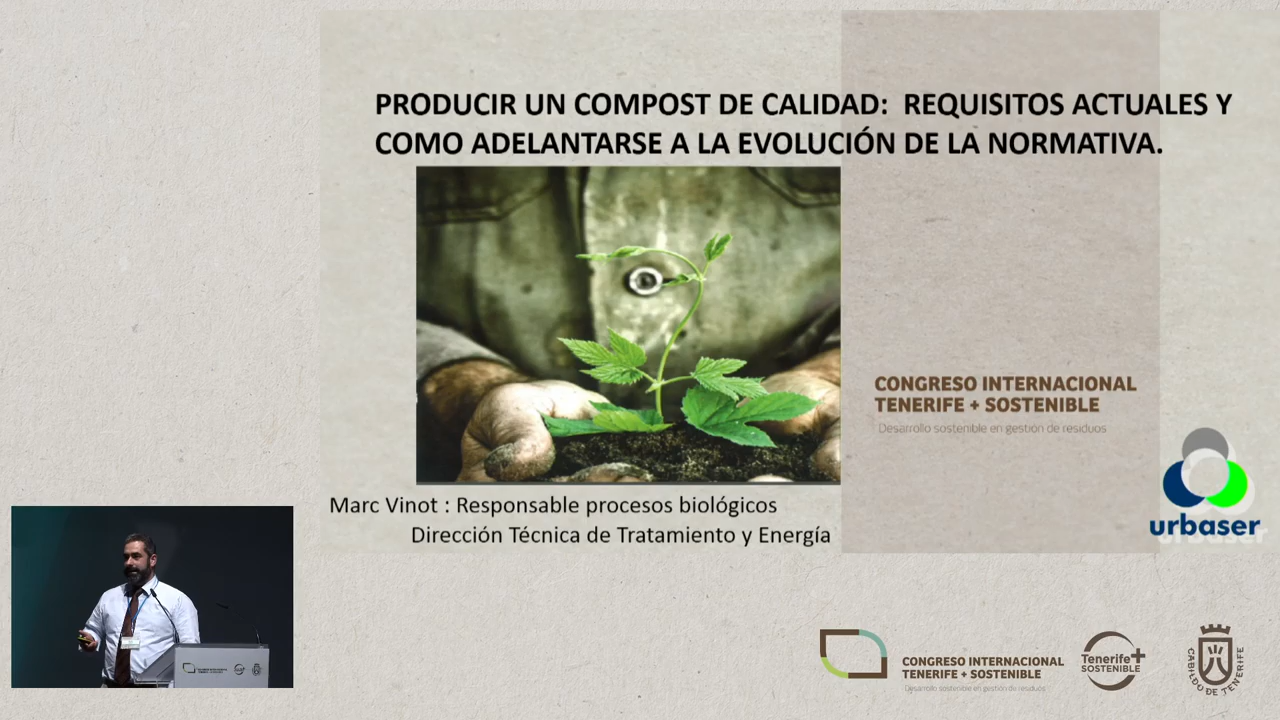 PRODUCIR UN COMPOST DE CALIDAD: REQUISITOS ACTUALES Y
COMO ADELANTARSE A LA EVOLUCIÓN DE LA NORMATIVA.
CONGRESO INTERNACIONAL
TENERIFE + SOSTENIBLE
Desarrollo sostenible en gestión de residuos
urbaser
Marc Vinot : Responsable procesos biológicos
Dirección Técnica de Tratamiento y Energía
CONGRESO INTERNACIONAL
TENERIFE + SOSTENIBLE
Desarrollo sostenible en gestión de residuos
Tenerife+
SOSTENIBLE
CABILDO DE TENERIFE